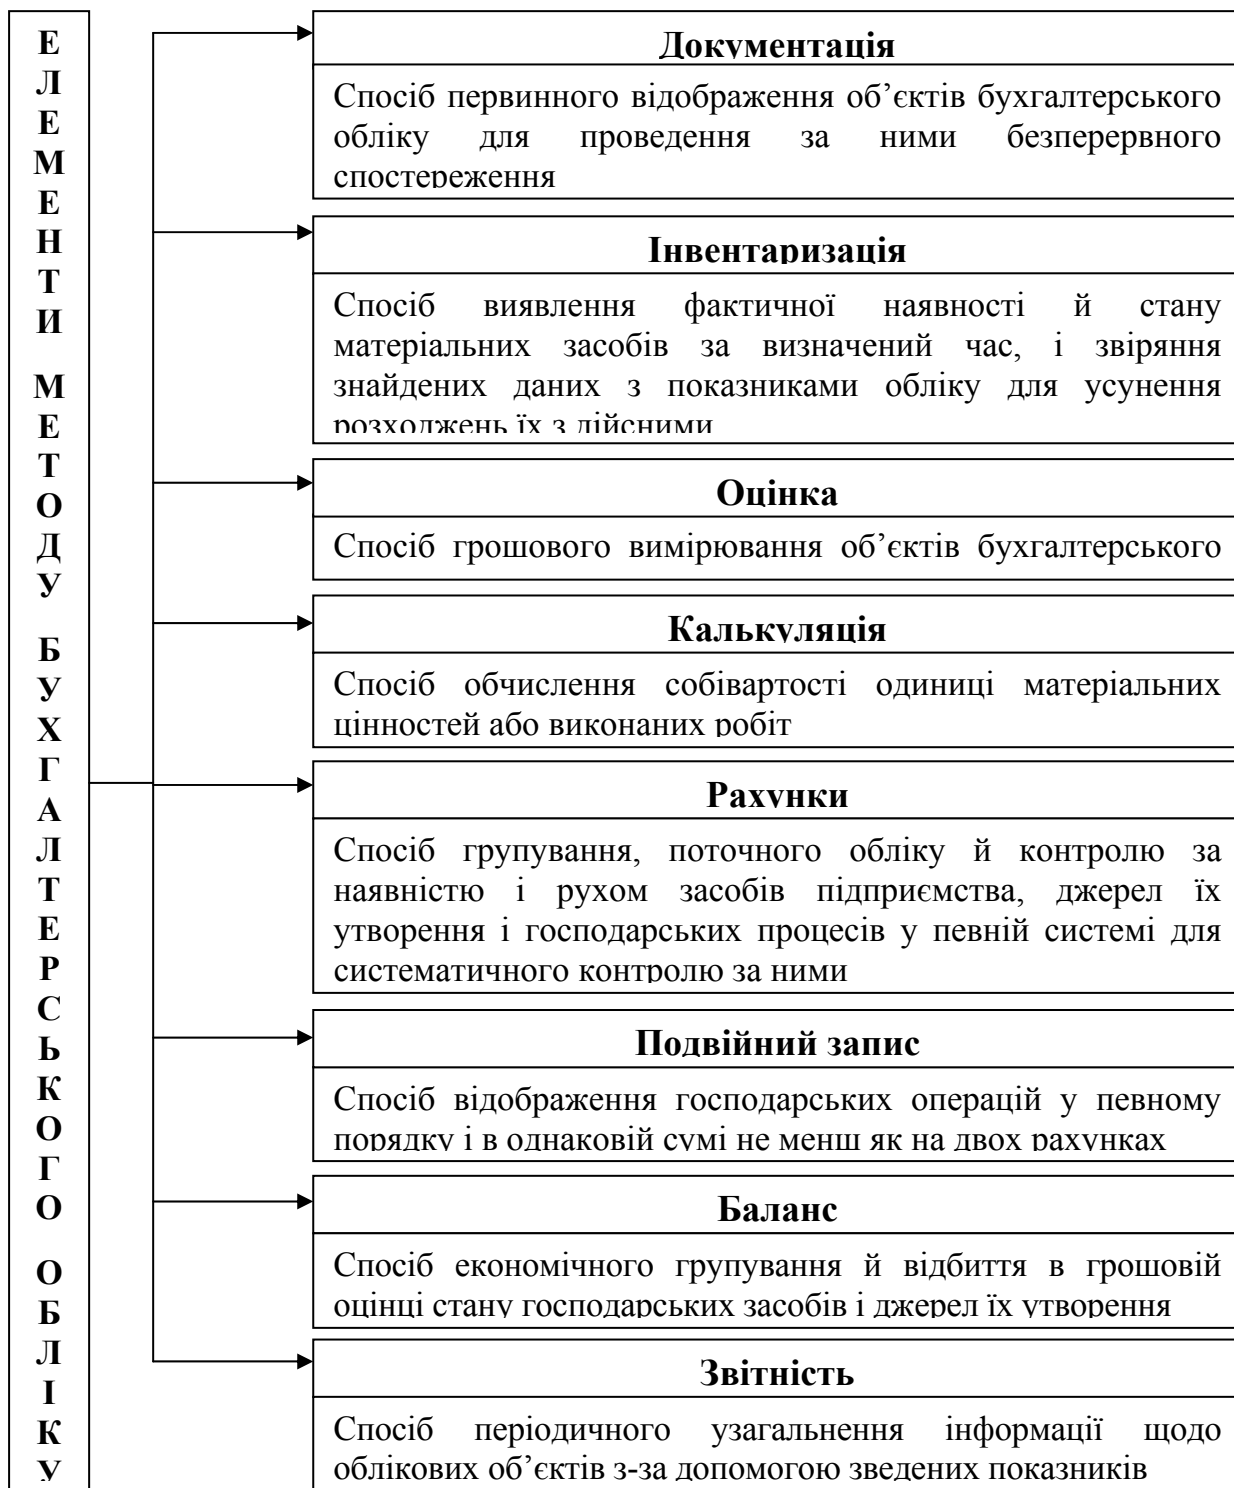 ЕЛЕМЕНТИ МЕТОДУ БУХГАЛТЕРСЬКОГО ОБЛІКУ
Документація
Спосіб первинного відображення об’єктів бухгалтерського
обліку для проведення за ними безперервного
спостереження
Інвентаризація
Спосіб виявлення фактичної наявності й стану
матеріальних засобів за визначений час, і звіряння
знайдених даних з показниками обліку для усунення
розходжень їх з дійсними
Оцінка
Спосіб грошового вимірювання об’єктів бухгалтерського
Калькуляція
Спосіб обчислення собівартості одиниці матеріальних
цінностей або виконаних робіт
Рахунки
Спосіб групування, поточного обліку й контролю за
наявністю і рухом засобів підприємства, джерел їх
утворення і господарських процесів у певній системі для
систематичного контролю за ними
Подвійний запис
Спосіб відображення господарських операцій у певному
порядку і в однаковій сумі не менш як на двох рахунках
Баланс
Спосіб економічного групування й відбиття в грошовій
оцінці стану господарських засобів і джерел їх утворення
Звітність
Спосіб періодичного узагальнення інформації щодо
облікових об’єктів з-за допомогою зведених показників